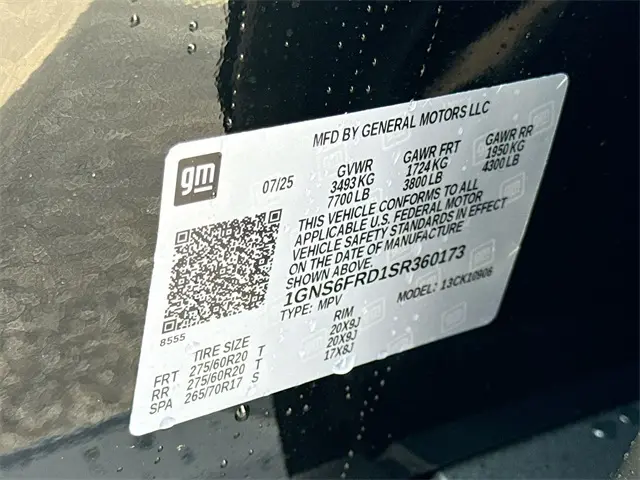 MFD BY GENERAL MOTORS LLC
gm
07/25
GVWR GAWR FRT GAWR RR
3493 KG 1724 KG 1950 KG
7700 LB 3800 LB 4300 LB
THIS VEHICLE CONFORMS TO ALL
APPLICABLE U.S. FEDERAL MOTOR
VEHICLE SAFETY STANDARDS IN EFFECT
ON THE DATE OF MANUFACTURE
SHOWN ABOVE.
1GNS6FRD1SR360173
TYPE: MPV MODEL: 13CK10906
8555
TIRE SIZE RIM
FRT 275/60R20 T 20X9J
RR 275/60R20 T 20X9J
SPA 265/70R17 S 17X8J